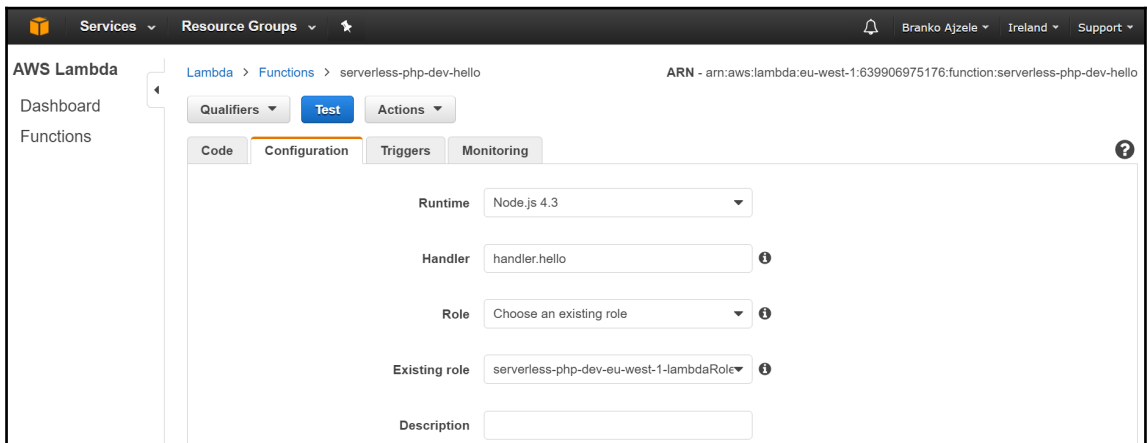 Services Resource Groups Branko Ajzele Ireland Support
AWS Lambda
Dashboard
Functions
Lambda > Functions > serverless-php-dev-hello ARN - arn:aws:lambda:eu-west-1:639906975176:function:serverless-php-dev-hello
Qualifiers Test Actions
Code Configuration Triggers Monitoring
Runtime Node.js 4.3
Handler handler.hello
Role Choose an existing role
Existing role serverless-php-dev-eu-west-1-lambdaRole
Description